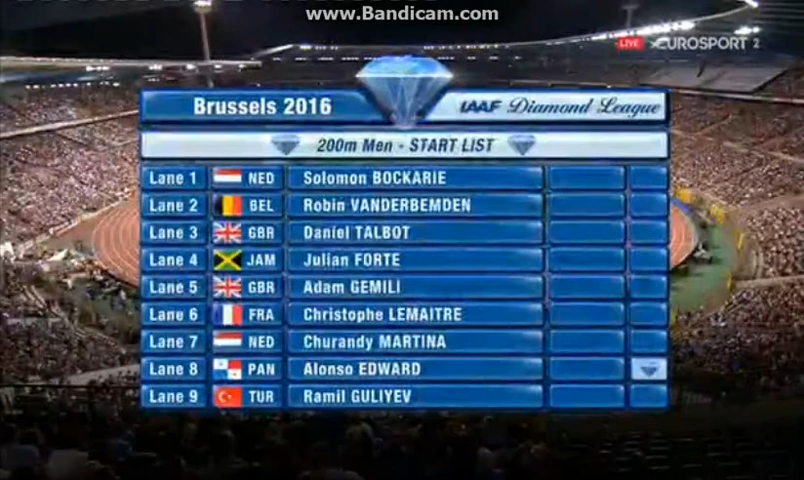 www.Bandicam.com
LIVE EUROSPORT 2
Brussels 2016 IAAF Diamond League
200m Men - START LIST
Lane 1 NED Solomon BOCKARIE
Lane 2 BEL Robin VANDERBEMDEN
Lane 3 GBR Daniel TALBOT
Lane 4 JAM Julian FORTE
Lane 5 GBR Adam GEMILI
Lane 6 FRA Christophe LEMAITRE
Lane 7 NED Churandy MARTINA
Lane 8 PAN Alonso EDWARD
Lane 9 TUR Ramil GULIYEV